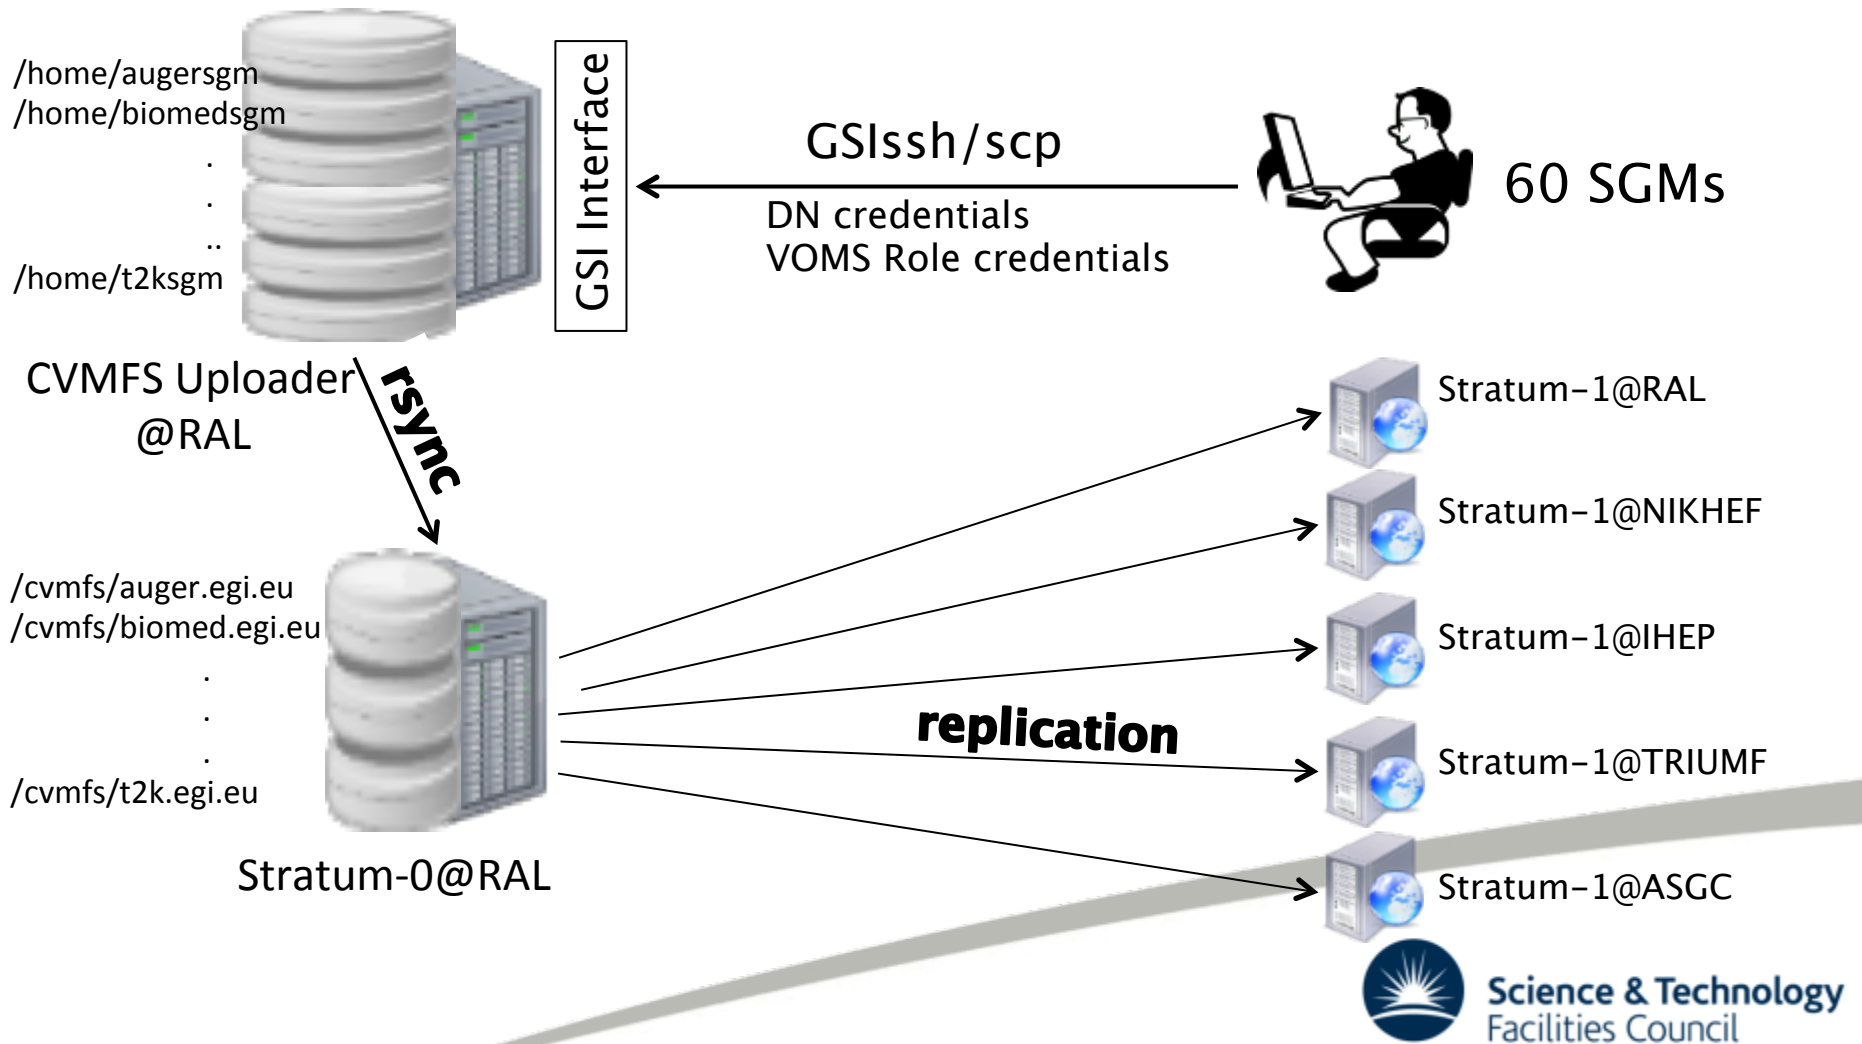 /home/augersgm
/home/biomedsgm
.
.
..
/home/t2ksgm
GSI Interface
GSIssh/scp
DN credentials
VOMS Role credentials
60 SGMs
CVMFS Uploader
@RAL
rsync
/cvmfs/auger.egi.eu
/cvmfs/biomed.egi.eu
.
.
.
/cvmfs/t2k.egi.eu
Stratum-0@RAL
replication
Stratum-1@RAL
Stratum-1@NIKHEF
Stratum-1@IHEP
Stratum-1@TRIUMF
Stratum-1@ASGC
Science & Technology
Facilities Council